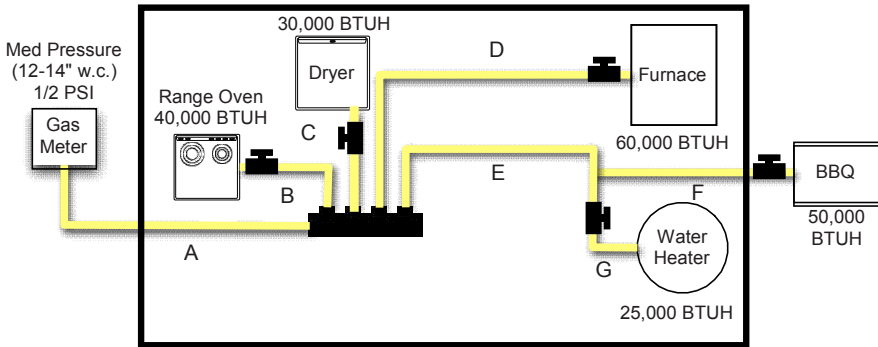 Med Pressure
(12-14" w.c.)
1/2 PSI
Gas
Meter
A
Range Oven
40,000 BTUH
B
30,000 BTUH
Dryer
C
D
Furnace
60,000 BTUH
E
F
BBQ
50,000
BTUH
G
Water
Heater
25,000 BTUH